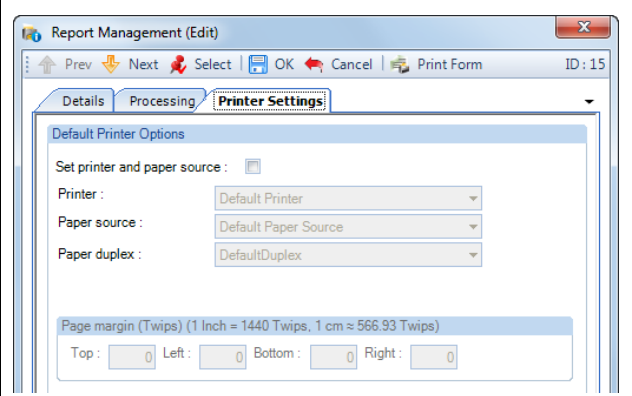 Report Management (Edit)
Prev Next Select OK Cancel Print Form ID : 15
Details Processing Printer Settings
Default Printer Options
Set printer and paper source :
Printer : Default Printer
Paper source : Default Paper Source
Paper duplex : DefaultDuplex
Page margin (Twips) (1 Inch = 1440 Twips, 1 cm ≈ 566.93 Twips)
Top : 0 Left : 0 Bottom : 0 Right : 0